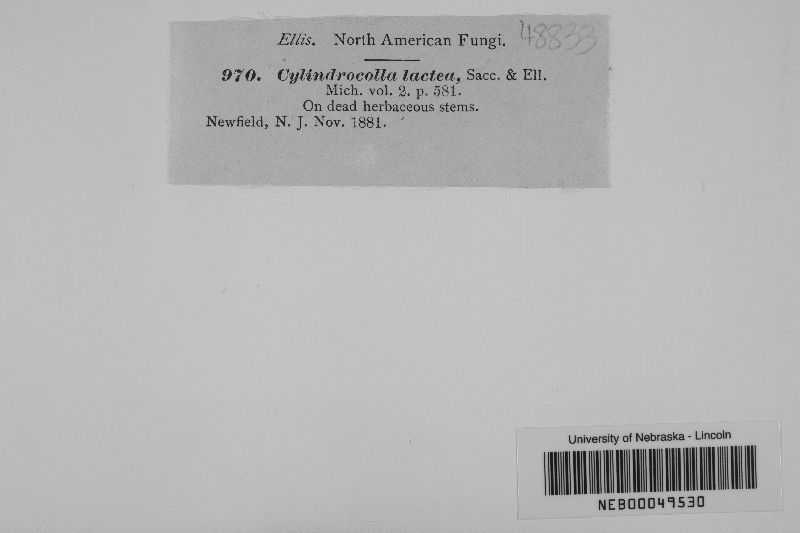 Ellis. North American Fungi. 48833
970. Cylindrocolla lactea, Sacc. & Ell.
Mich. vol. 2. p. 581.
On dead herbaceous stems.
Newfield, N. J. Nov. 1881.
University of Nebraska - Lincoln
NEB00049530